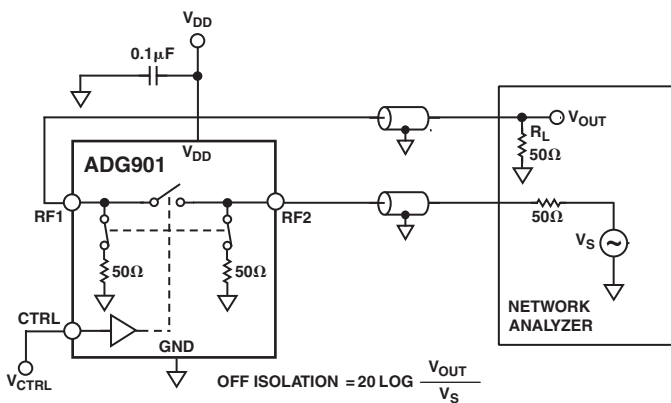 VDD
0.1µF
VDD
ADG901
RF1
RF2
50Ω
50Ω
CTRL
GND
VCTRL
VOUT
RL
50Ω
50Ω
VS
~
NETWORK
ANALYZER
OFF ISOLATION = 20 LOG VOUT / VS